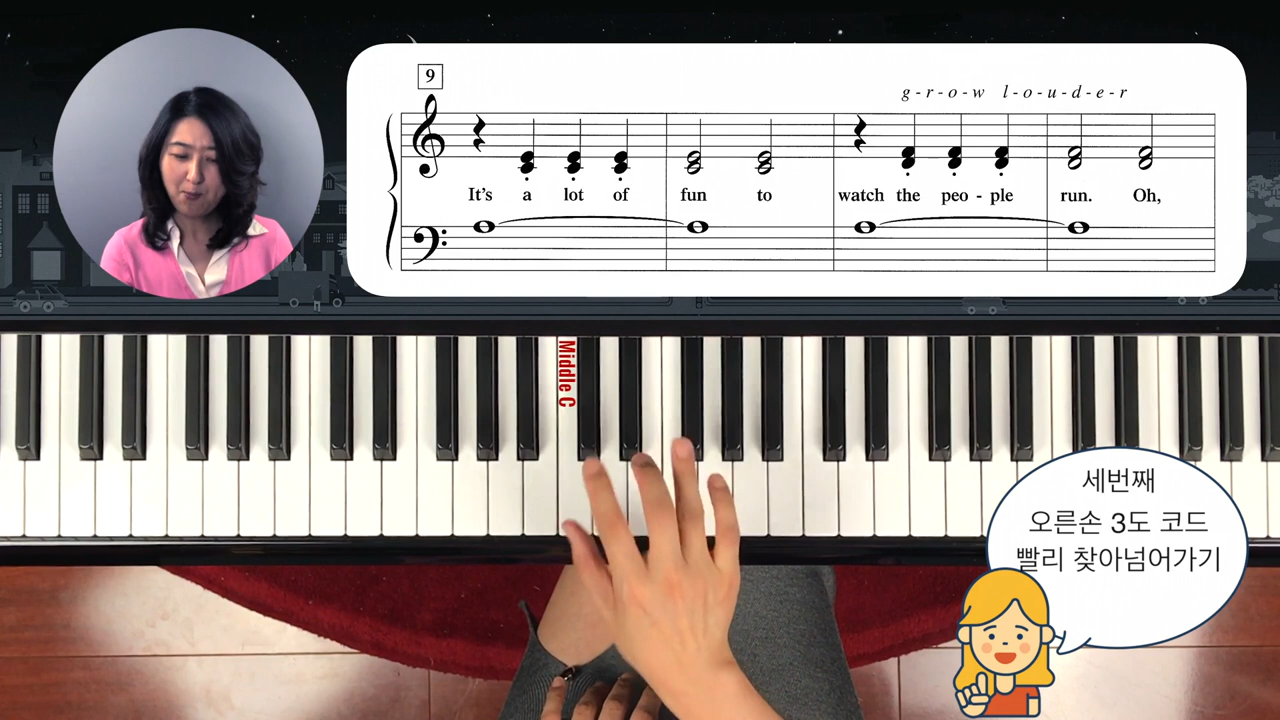 9
g-r-o-w l-o-u-d-e-r
It's a lot of fun to watch the peo - ple run. Oh,
Middle C
세번째
오른손 3도 코드
빨리 찾아넘어가기